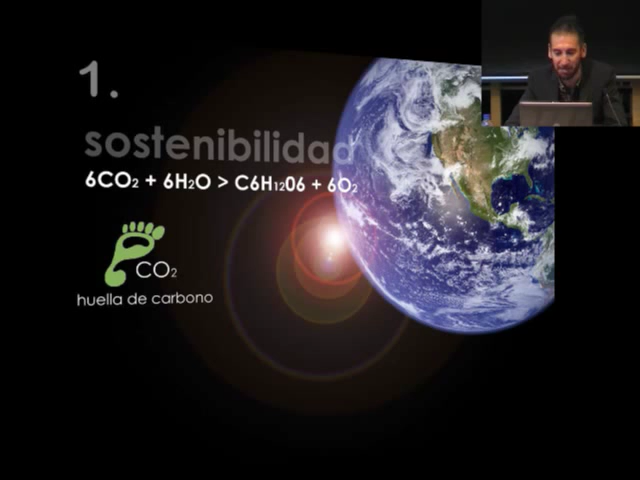 1.
sostenibilidad
6CO₂ + 6H₂O > C6H₁₂06 + 6O₂
CO₂
huella de carbono